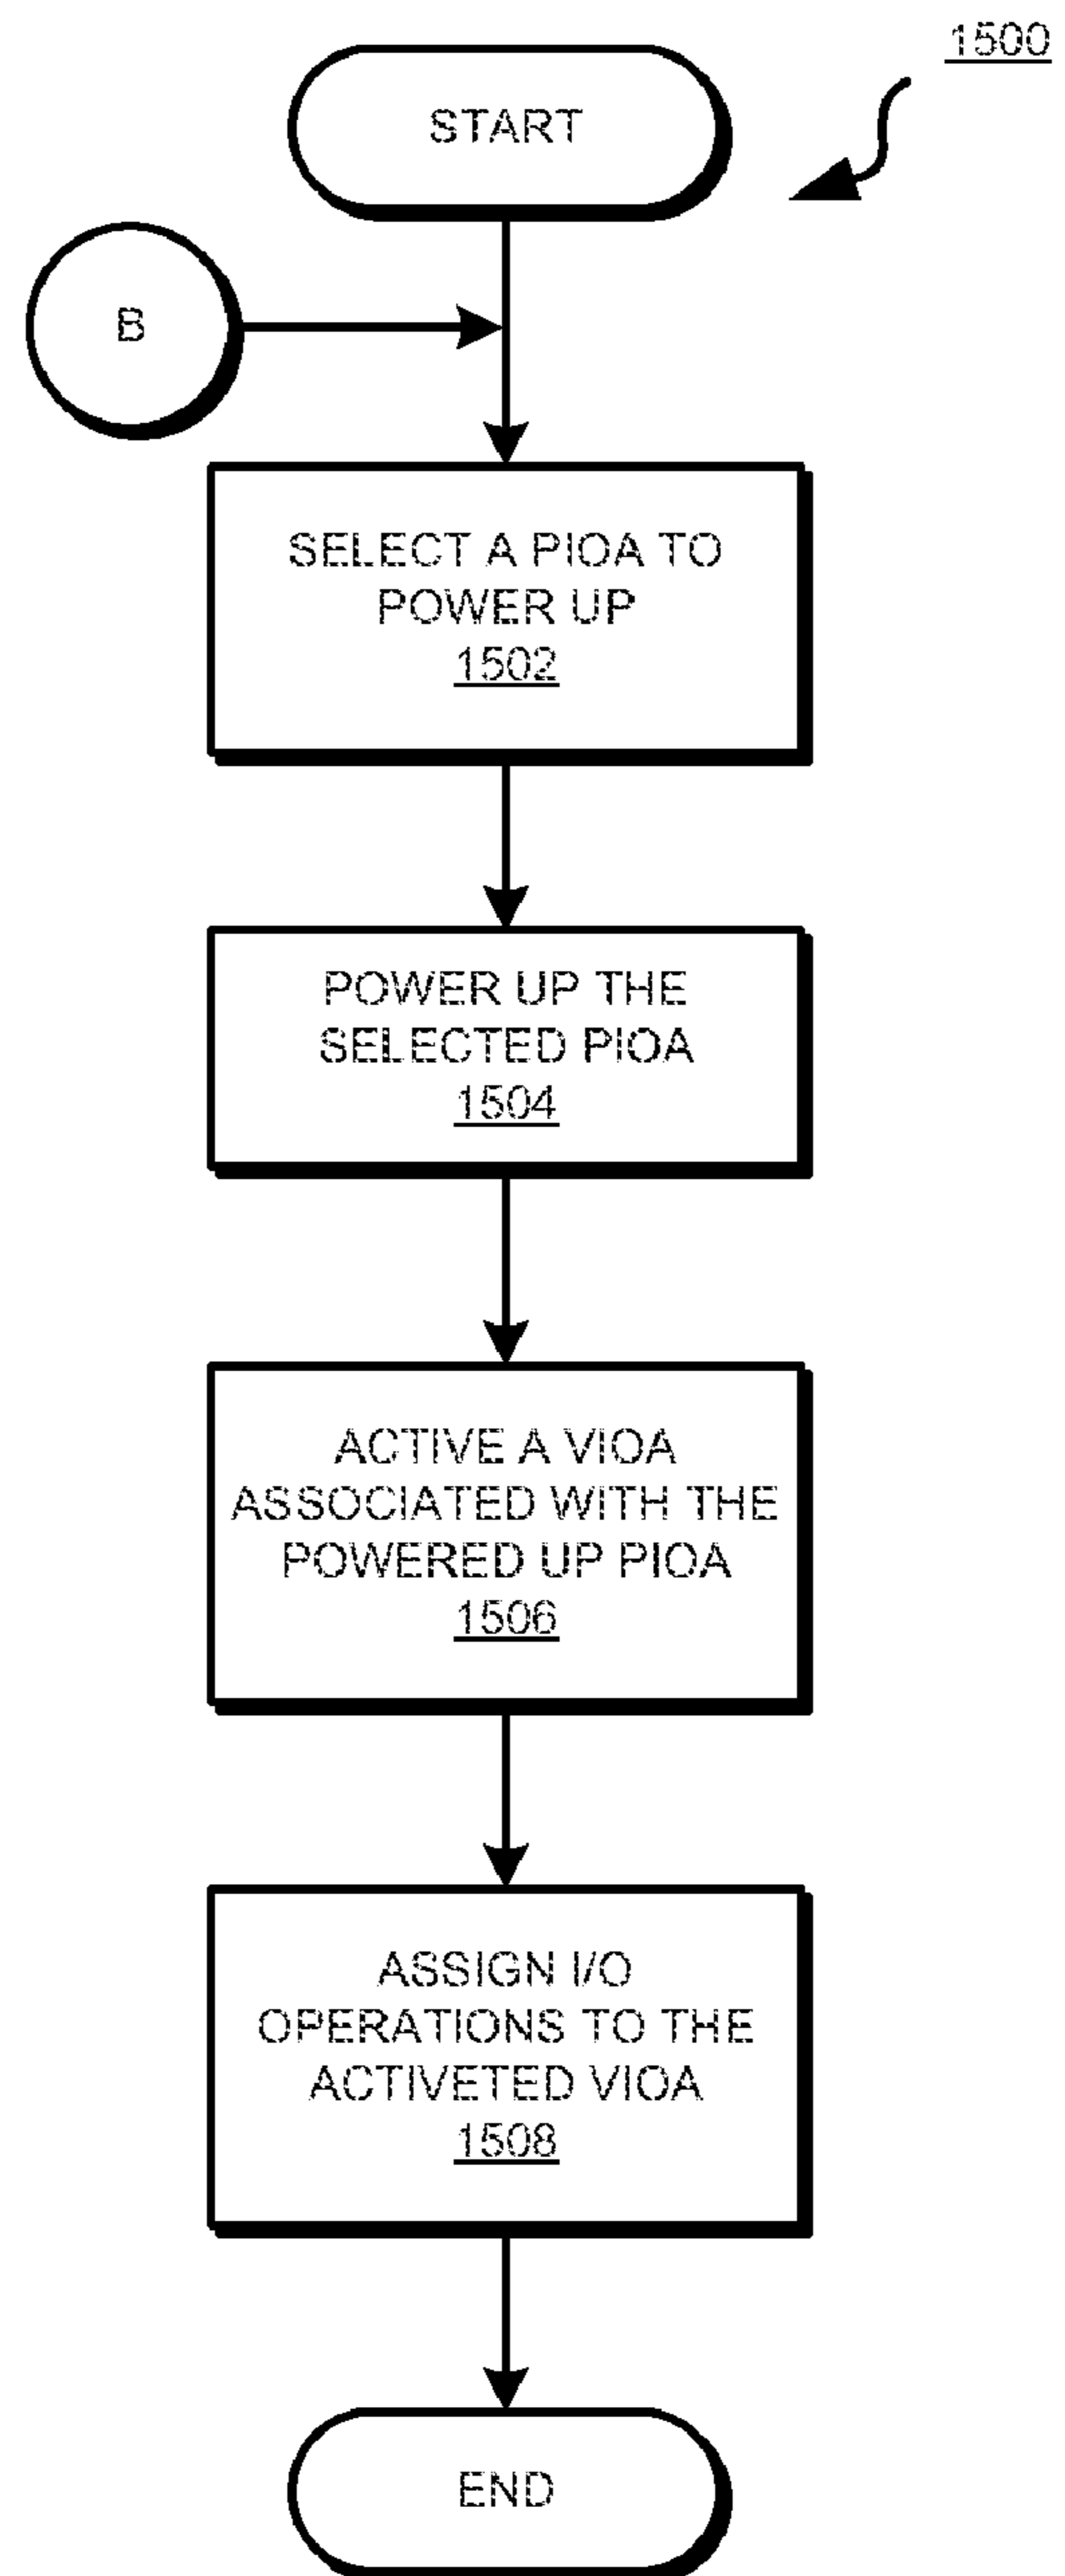 1500
START
B
SELECT A PIOA TO
POWER UP
1502
POWER UP THE
SELECTED PIOA
1504
ACTIVE A VIOA
ASSOCIATED WITH THE
POWERED UP PIOA
1506
ASSIGN I/O
OPERATIONS TO THE
ACTIVETED VIOA
1508
END